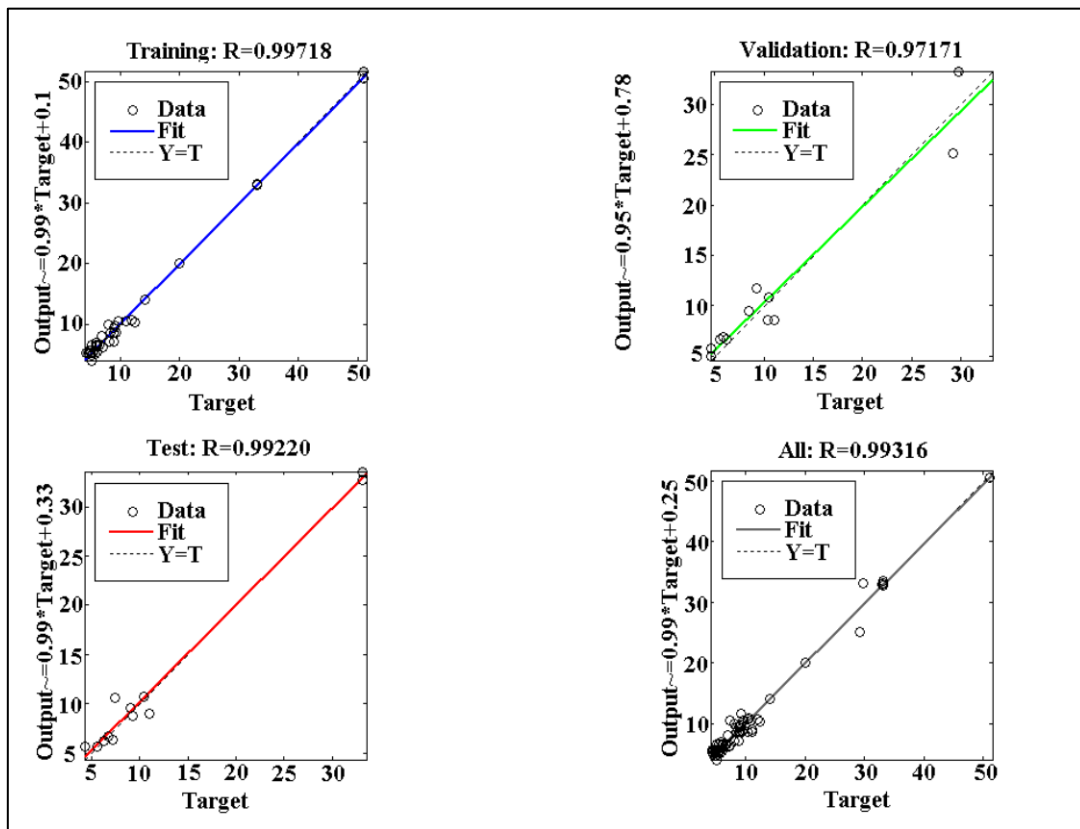 Training: R=0.99718
Output~=0.99*Target+0.1
50
40
30
20
10
Data
Fit
Y=T
10 20 30 40 50
Target
Validation: R=0.97171
Output~=0.95*Target+0.78
30
25
20
15
10
5
Data
Fit
Y=T
5 10 15 20 25 30
Target
Test: R=0.99220
Output~=0.99*Target+0.33
30
25
20
15
10
5
Data
Fit
Y=T
5 10 15 20 25 30
Target
All: R=0.99316
Output~=0.99*Target+0.25
50
40
30
20
10
Data
Fit
Y=T
10 20 30 40 50
Target